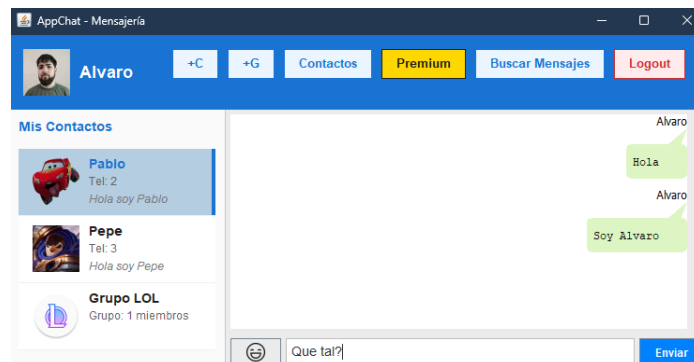 AppChat - Mensajería
Alvaro
+C
+G
Contactos
Premium
Buscar Mensajes
Logout
Mis Contactos
Pablo
Tel: 2
Hola soy Pablo
Pepe
Tel: 3
Hola soy Pepe
Grupo LOL
Grupo: 1 miembros
Alvaro
Hola
Alvaro
Soy Alvaro
Que tal?
Enviar